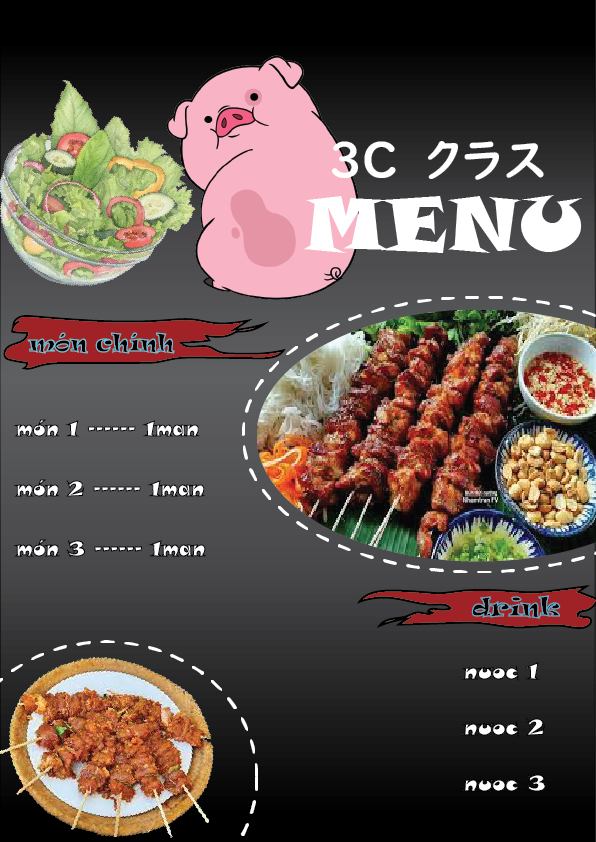 3C クラス
MENU
món chính
món 1 ------ 1man
món 2 ------ 1man
món 3 ------ 1man
drink
nuoc 1
nuoc 2
nuoc 3